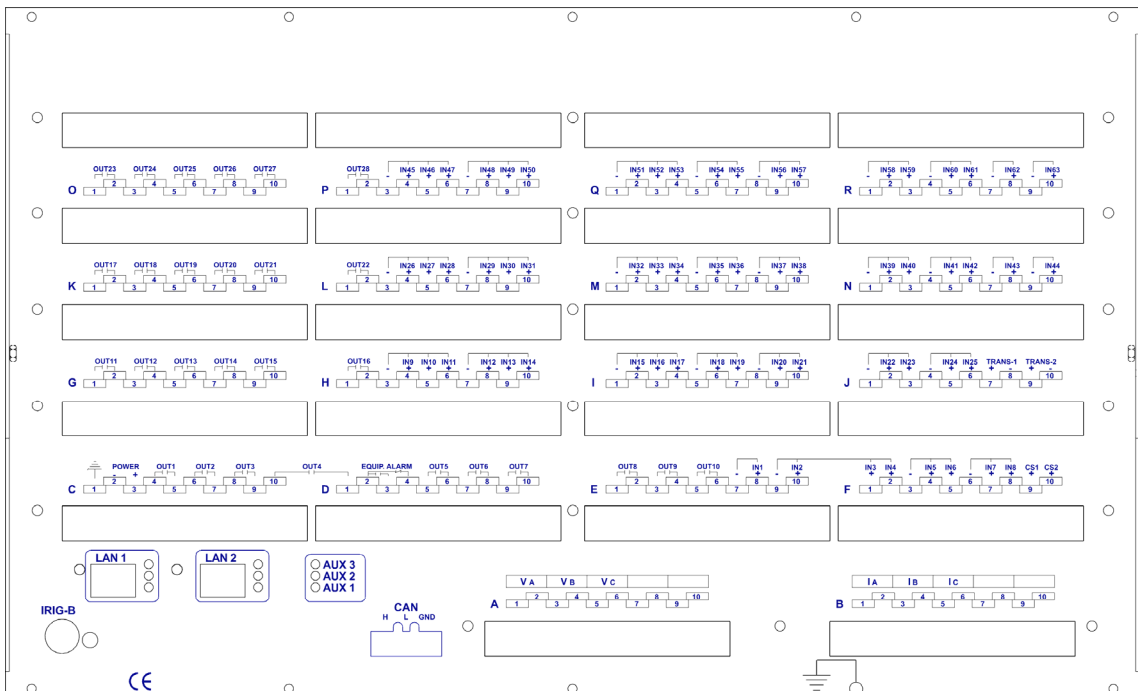 OUT23 OUT24 OUT25 OUT26 OUT27 OUT28 - IN45 IN46 IN47 - IN48 IN49 IN50 - IN51 IN52 IN53 - IN54 IN55 - IN56 IN57 - IN58 IN59 - IN60 IN61 - IN62 - IN63
+ + + + + + + + + + + + + + + + + + +
O 1 2 3 4 5 6 7 8 9 10 P 1 2 3 4 5 6 7 8 9 10 Q 1 2 3 4 5 6 7 8 9 10 R 1 2 3 4 5 6 7 8 9 10
OUT17 OUT18 OUT19 OUT20 OUT21 OUT22 - IN26 IN27 IN28 - IN29 IN30 IN31 - IN32 IN33 IN34 - IN35 IN36 - IN37 IN38 - IN39 IN40 - IN41 IN42 - IN43 - IN44
+ + + + + + + + + + + + + + + + + + +
K 1 2 3 4 5 6 7 8 9 10 L 1 2 3 4 5 6 7 8 9 10 M 1 2 3 4 5 6 7 8 9 10 N 1 2 3 4 5 6 7 8 9 10
OUT11 OUT12 OUT13 OUT14 OUT15 OUT16 - IN9 IN10 IN11 - IN12 IN13 IN14 - IN15 IN16 IN17 - IN18 IN19 - IN20 IN21 - IN22 IN23 - IN24 IN25 TRANS-1 TRANS-2
+ + + + + + + + + + + + + + + + + + - + -
G 1 2 3 4 5 6 7 8 9 10 H 1 2 3 4 5 6 7 8 9 10 I 1 2 3 4 5 6 7 8 9 10 J 1 2 3 4 5 6 7 8 9 10
POWER OUT1 OUT2 OUT3 OUT4 EQUIP. ALARM OUT5 OUT6 OUT7 OUT8 OUT9 OUT10 IN1 IN2 IN3 IN4 IN5 IN6 IN7 IN8 CS1 CS2
- + - + - + + + - + + - + + + +
C 1 2 3 4 5 6 7 8 9 10 D 1 2 3 4 5 6 7 8 9 10 E 1 2 3 4 5 6 7 8 9 10 F 1 2 3 4 5 6 7 8 9 10
LAN 1 LAN 2
AUX 3
AUX 2
AUX 1
VA VB VC
A 1 2 3 4 5 6 7 8 9 10
IA IB IC
B 1 2 3 4 5 6 7 8 9 10
IRIG-B
CAN
H L GND
CE